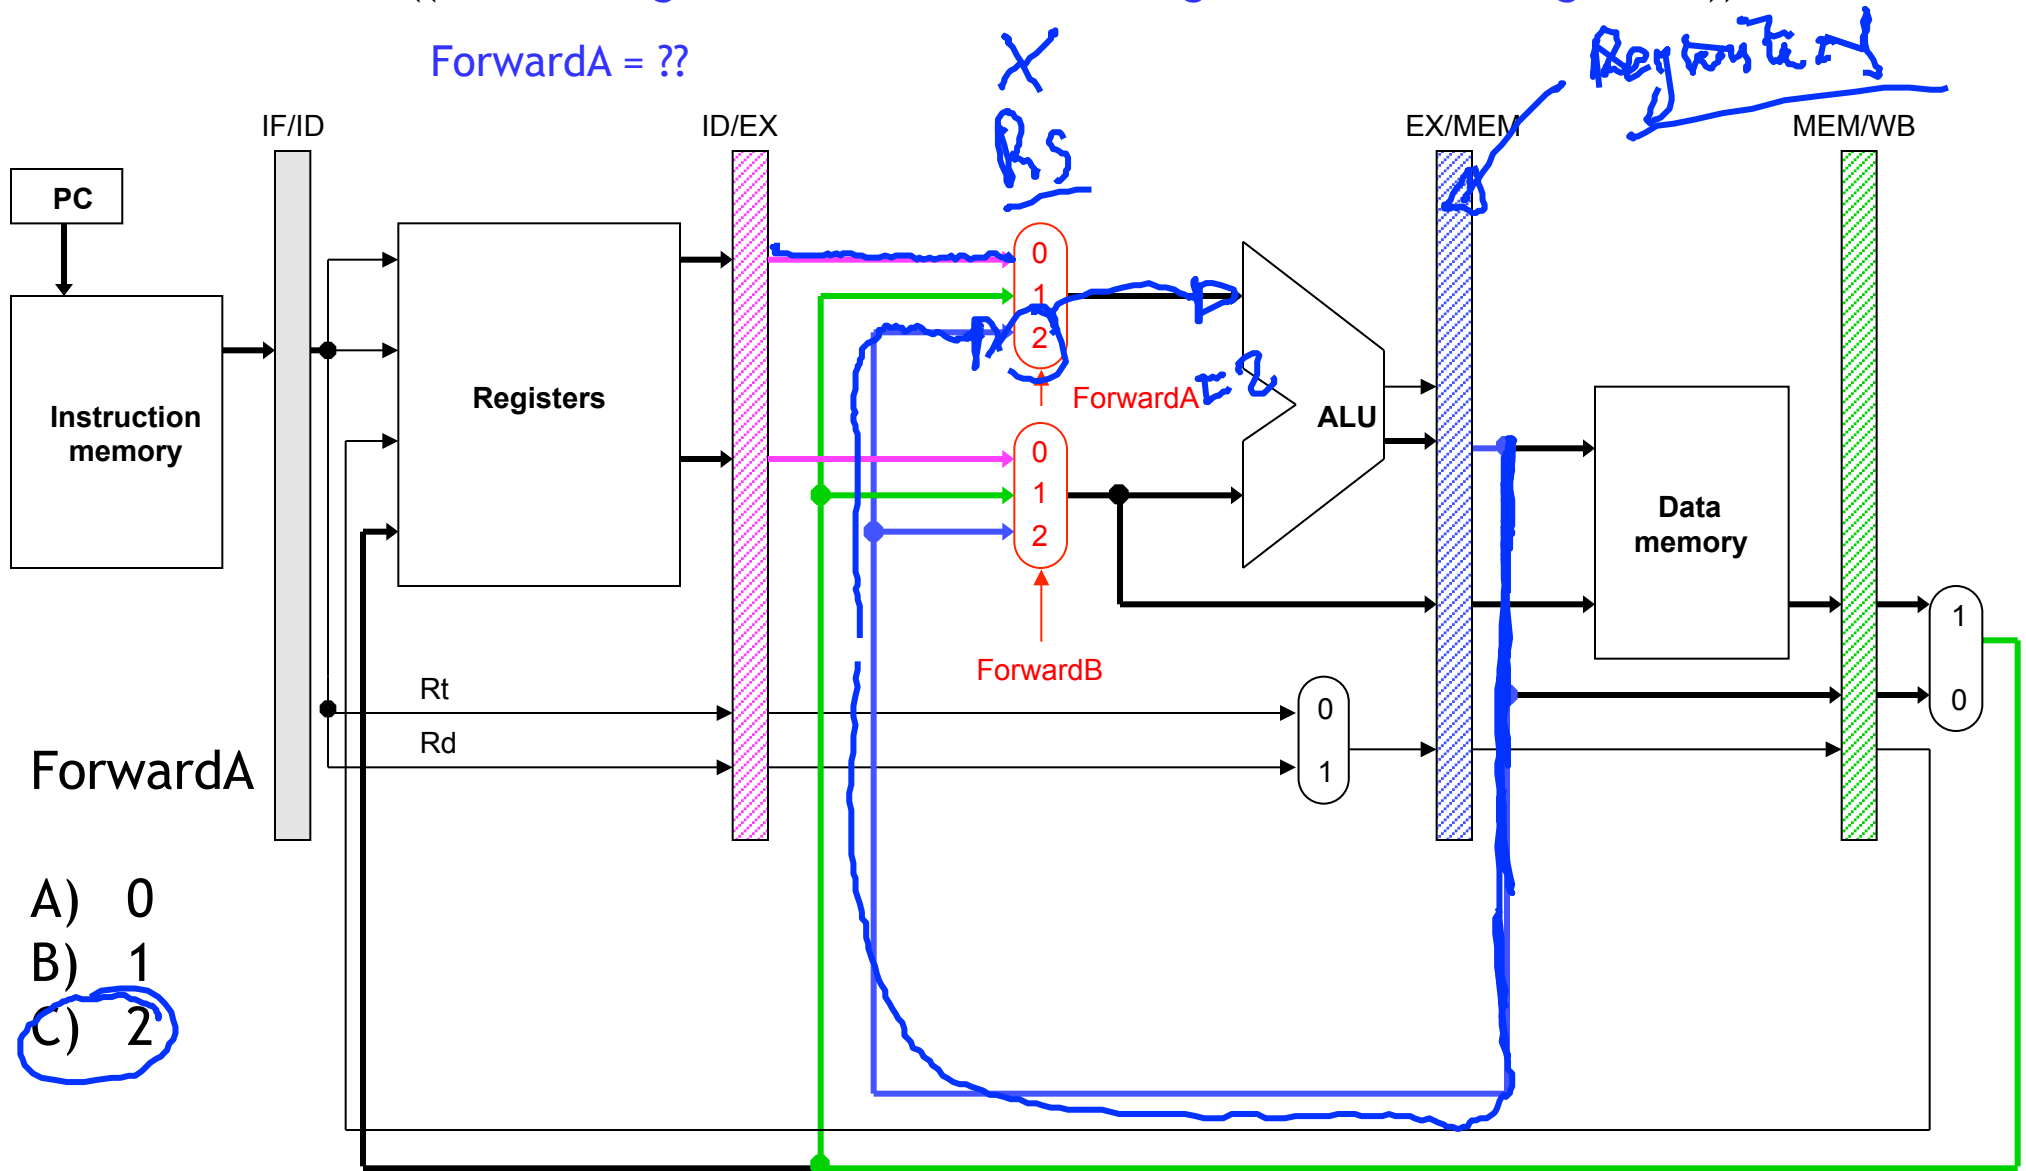 ForwardA = ??
X
Rs
IF/ID
ID/EX
EX/MEM
MEM/WB
PC
Instruction
memory
Registers
0
1
2
ForwardA = 2
0
1
2
ForwardB
ALU
Data
memory
1
0
Rt
Rd
0
1
ForwardA
A) 0
B) 1
C) 2